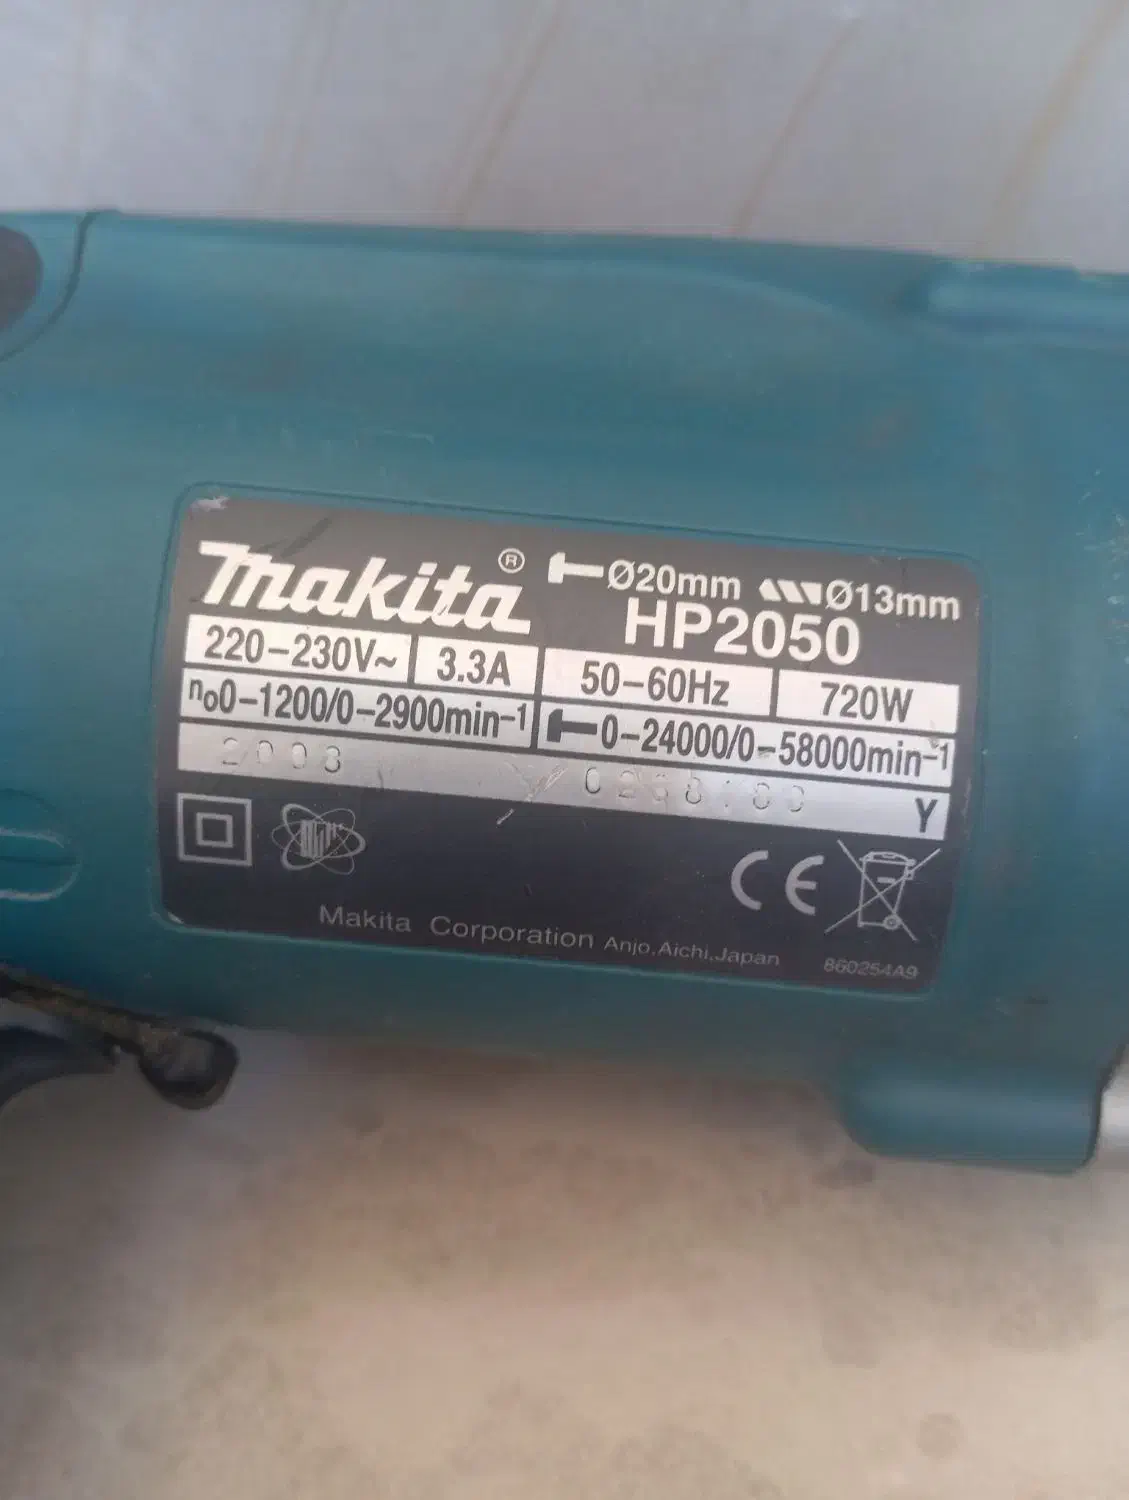 makita® Ø20mm Ø13mm
HP2050
220–230V~ 3.3A 50–60Hz 720W
n₀0–1200/0–2900min⁻¹ 0–24000/0–58000min⁻¹
2008 Y
CE
Makita Corporation Anjo,Aichi,Japan 860254A9